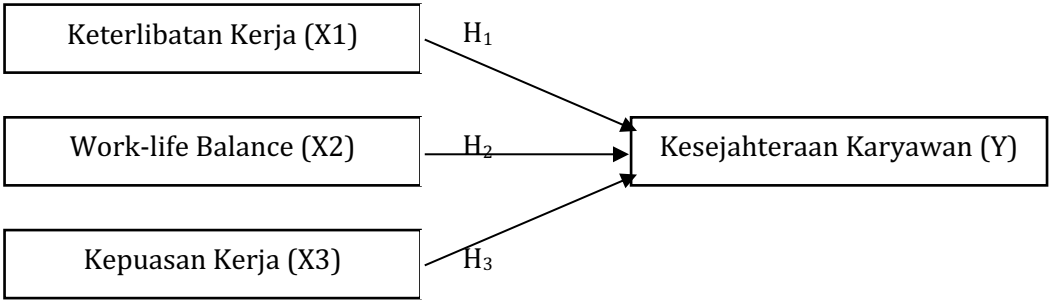 Keterlibatan Kerja (X1)
H₁
Work-life Balance (X2)
H₂
Kesejahteraan Karyawan (Y)
Kepuasan Kerja (X3)
H₃